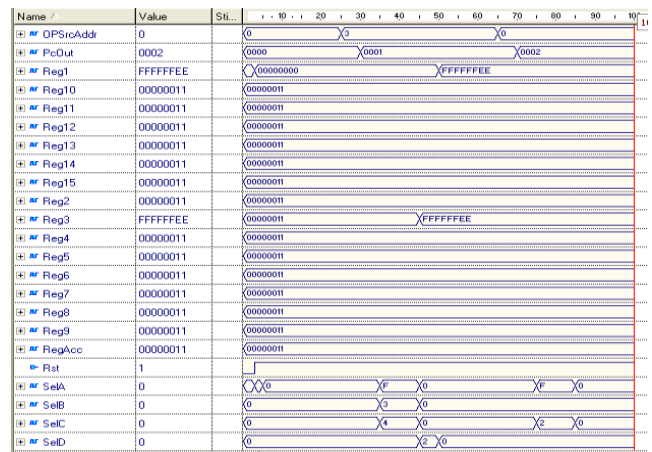 Name Value Sti... 10 20 30 40 50 60 70 80 90 10
OPSrcAddr 0 0 3 0
PcOut 0002 0000 0001 0002
Reg1 FFFFFFEE 00000000 FFFFFFEE
Reg10 00000011 00000011
Reg11 00000011 00000011
Reg12 00000011 00000011
Reg13 00000011 00000011
Reg14 00000011 00000011
Reg15 00000011 00000011
Reg2 00000011 00000011
Reg3 FFFFFFEE 00000011 FFFFFFEE
Reg4 00000011 00000011
Reg5 00000011 00000011
Reg6 00000011 00000011
Reg7 00000011 00000011
Reg8 00000011 00000011
Reg9 00000011 00000011
RegAcc 00000011 00000011
Rst 1
SelA 0 0 F 0 F 0
SelB 0 0 3 0
SelC 0 0 4 0 2 0
SelD 0 0 2 0